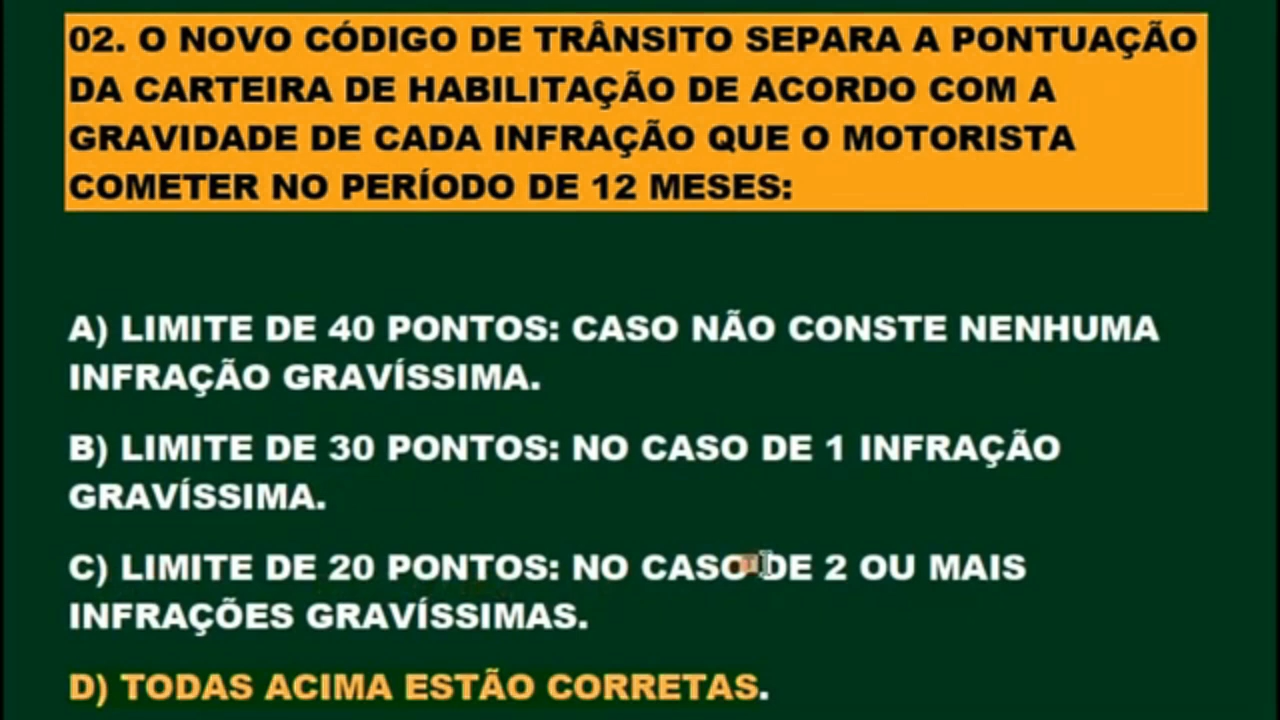 02. O NOVO CÓDIGO DE TRÂNSITO SEPARA A PONTUAÇÃO
DA CARTEIRA DE HABILITAÇÃO DE ACORDO COM A
GRAVIDADE DE CADA INFRAÇÃO QUE O MOTORISTA
COMETER NO PERÍODO DE 12 MESES:
A) LIMITE DE 40 PONTOS: CASO NÃO CONSTE NENHUMA
INFRAÇÃO GRAVÍSSIMA.
B) LIMITE DE 30 PONTOS: NO CASO DE 1 INFRAÇÃO
GRAVÍSSIMA.
C) LIMITE DE 20 PONTOS: NO CASO DE 2 OU MAIS
INFRAÇÕES GRAVÍSSIMAS.
D) TODAS ACIMA ESTÃO CORRETAS.